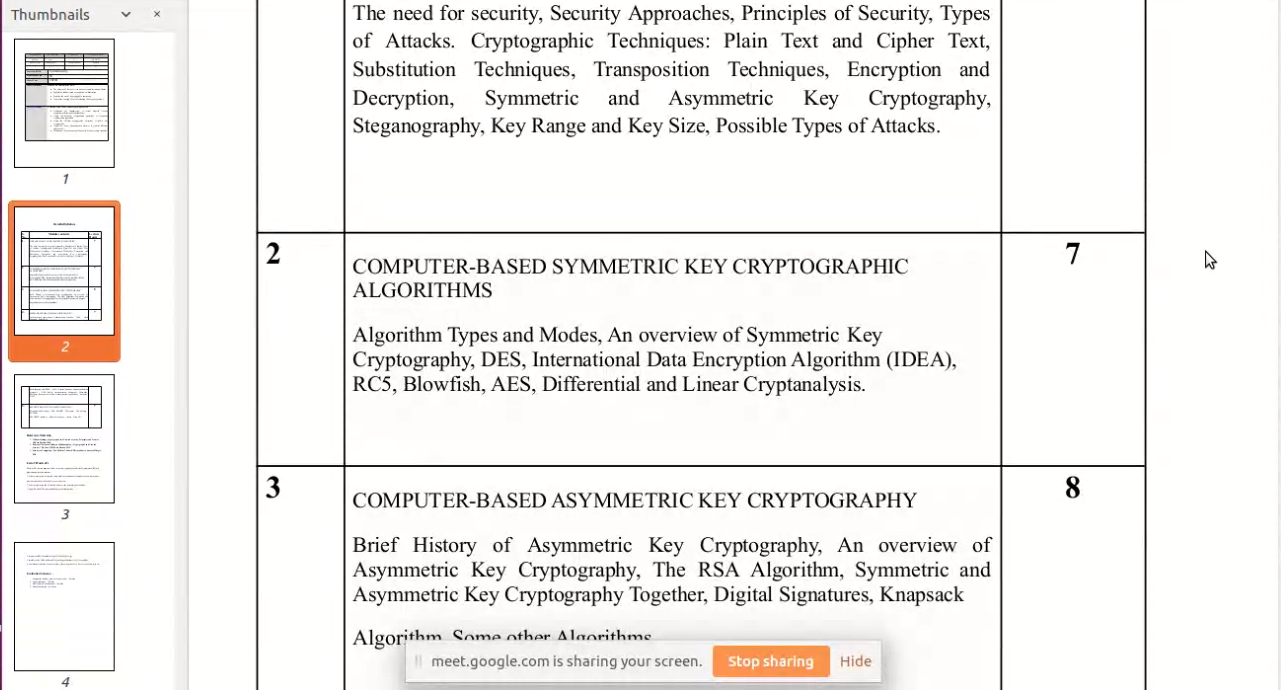 Thumbnails
1
2
3
4
The need for security, Security Approaches, Principles of Security, Types
of Attacks. Cryptographic Techniques: Plain Text and Cipher Text,
Substitution Techniques, Transposition Techniques, Encryption and
Decryption, Symmetric and Asymmetric Key Cryptography,
Steganography, Key Range and Key Size, Possible Types of Attacks.
2
COMPUTER-BASED SYMMETRIC KEY CRYPTOGRAPHIC
ALGORITHMS
Algorithm Types and Modes, An overview of Symmetric Key
Cryptography, DES, International Data Encryption Algorithm (IDEA),
RC5, Blowfish, AES, Differential and Linear Cryptanalysis.
7
3
COMPUTER-BASED ASYMMETRIC KEY CRYPTOGRAPHY
Brief History of Asymmetric Key Cryptography, An overview of
Asymmetric Key Cryptography, The RSA Algorithm, Symmetric and
Asymmetric Key Cryptography Together, Digital Signatures, Knapsack
Algorithm, Some other Algorithms
8
meet.google.com is sharing your screen.
Stop sharing
Hide